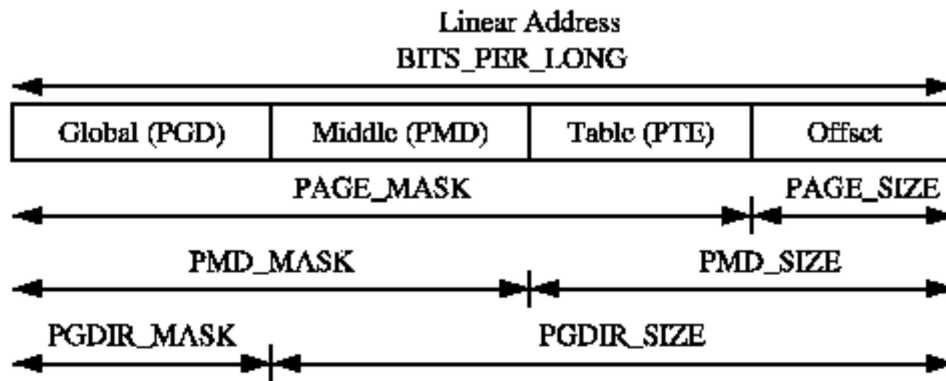 Linear Address
BITS_PER_LONG
Global (PGD) Middle (PMD) Table (PTE) Offset
PAGE_MASK PAGE_SIZE
PMD_MASK PMD_SIZE
PGDIR_MASK PGDIR_SIZE